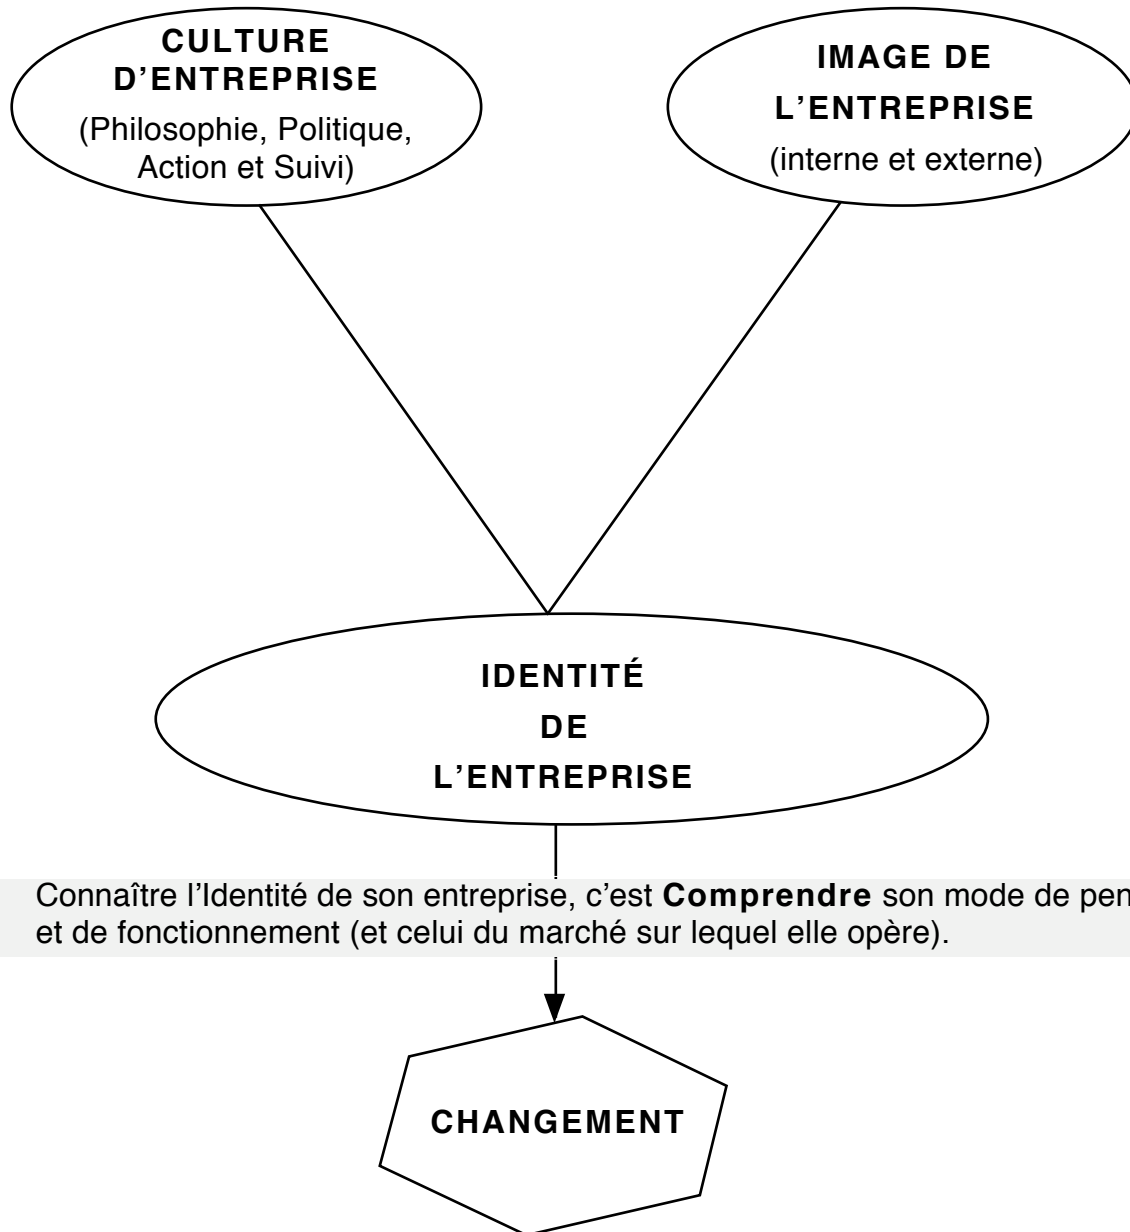 CULTURE
D’ENTREPRISE
(Philosophie, Politique,
Action et Suivi)
IMAGE DE
L’ENTREPRISE
(interne et externe)
IDENTITÉ
DE
L’ENTREPRISE
Connaître l’Identité de son entreprise, c’est Comprendre son mode de pen
et de fonctionnement (et celui du marché sur lequel elle opère).
CHANGEMENT